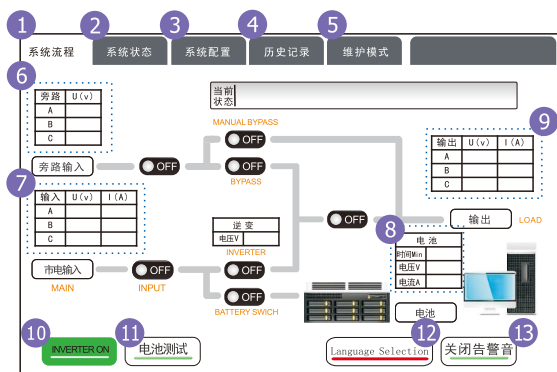 1 2 3 4 5
系统流程 系统状态 系统配置 历史记录 维护模式
6
旁路 U(v)
A
B
C
当前
状态
MANUAL BYPASS
OFF
旁路输入 OFF OFF
BYPASS
9
输出 U(v) I(A)
A
B
C
7
输入 U(v) I(A)
A
B
C
OFF 输出 LOAD
逆变
电压V
INVERTER
8
电池
时间Min
电压V
电流A
市电输入 OFF OFF
MAIN INPUT
OFF
BATTERY SWICH
电池
10 11 12 13
INVERTER ON 电池测试 Language Selection 关闭告警音